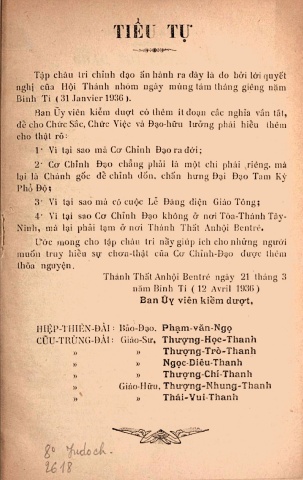 TIỂU TỰ
Tập châu tri chỉnh đạo ấn hành ra đây là do bởi lời quyết
nghị của Hội Thánh nhóm ngày mùng tám tháng giêng năm
Bính Tí ( 31 Janvier 1936 ).
Ban Ủy viên kiểm duợt có thêm ít đoạn các nghĩa vắn tắt,
để cho Chức Sắc, Chức Việc và Đạo-hữu lưỡng phái hiểu thêm
cho thật rõ:
1· Vì tại sao mà Cơ Chỉnh Đạo ra đời;
2· Cơ Chỉnh Đạo chẳng phải là một chi phái riêng, mà
lại là Chánh gốc để chỉnh đốn, chấn hưng Đại Đạo Tam Kỳ
Phổ Độ;
3· Vì tại sao mà có cuộc Lễ Đăng điện Giáo Tông;
4· Vì tại sao Cơ Chỉnh Đạo không ở nơi Tòa-Thánh Tây-
Ninh, mà lại phải tạm ở nơi Thánh Thất Anhội Bentré.
Ước mong cho tập châu tri nầy giúp ích cho những người
muốn truy hiểu sự chơn-thật của Cơ Chỉnh-Đạo được thêm
thỏa nguyện.
Thánh Thất Anhội Bentré ngày 21 tháng 3
năm Bính Tí ( 12 Avril 1936 )
Ban Ủy viên kiểm duợt.
HIỆP-THIÊN-ĐÀI: Bảo-Đạo, Phạm-văn-Ngọ
CỬU-TRÙNG-ĐÀI: Giáo-Sư, Thượng-Học-Thanh
» » Thượng-Trò-Thanh
» » Ngọc-Diêu-Thanh
» » Thượng-Chí-Thanh
» Giáo-Hữu, Thượng-Nhung-Thanh
» » Thái-Vui-Thanh
8° Indoch.
2618